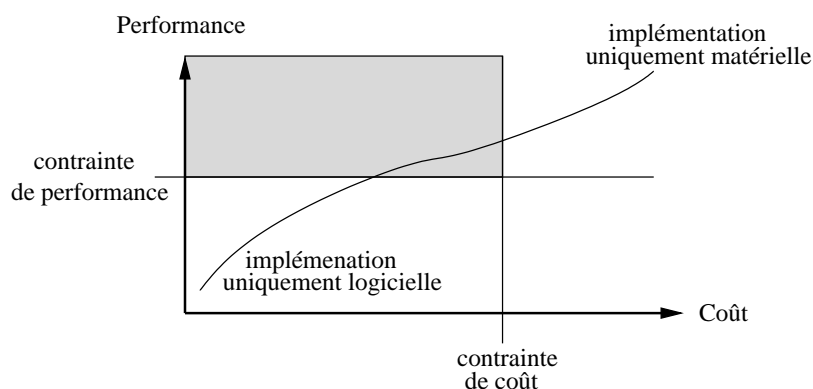 Performance
implémentation
uniquement matérielle
contrainte
de performance
implémenation
uniquement logicielle
Coût
contrainte
de coût